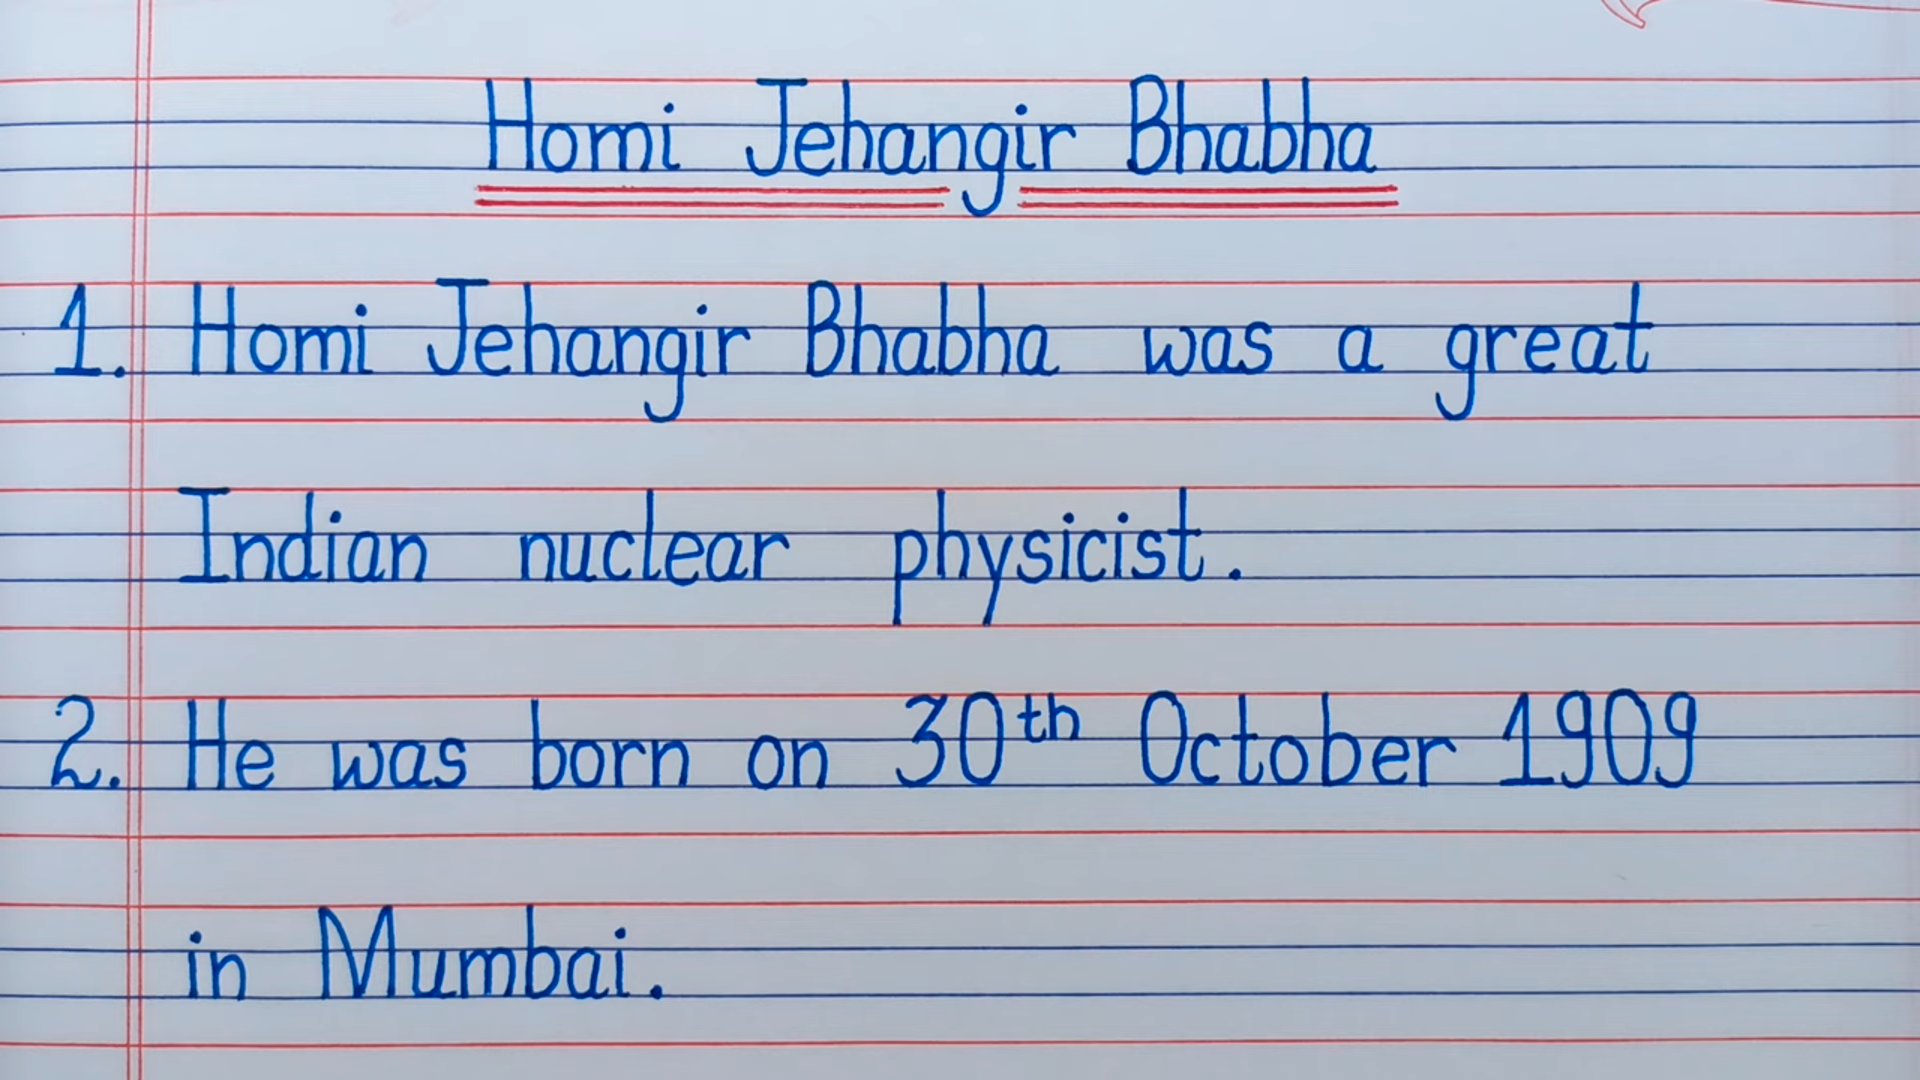 Homi Jehangir Bhabha
1. Homi Jehangir Bhabha was a great
Indian nuclear physicist.
2. He was born on 30th October 1909
in Mumbai.